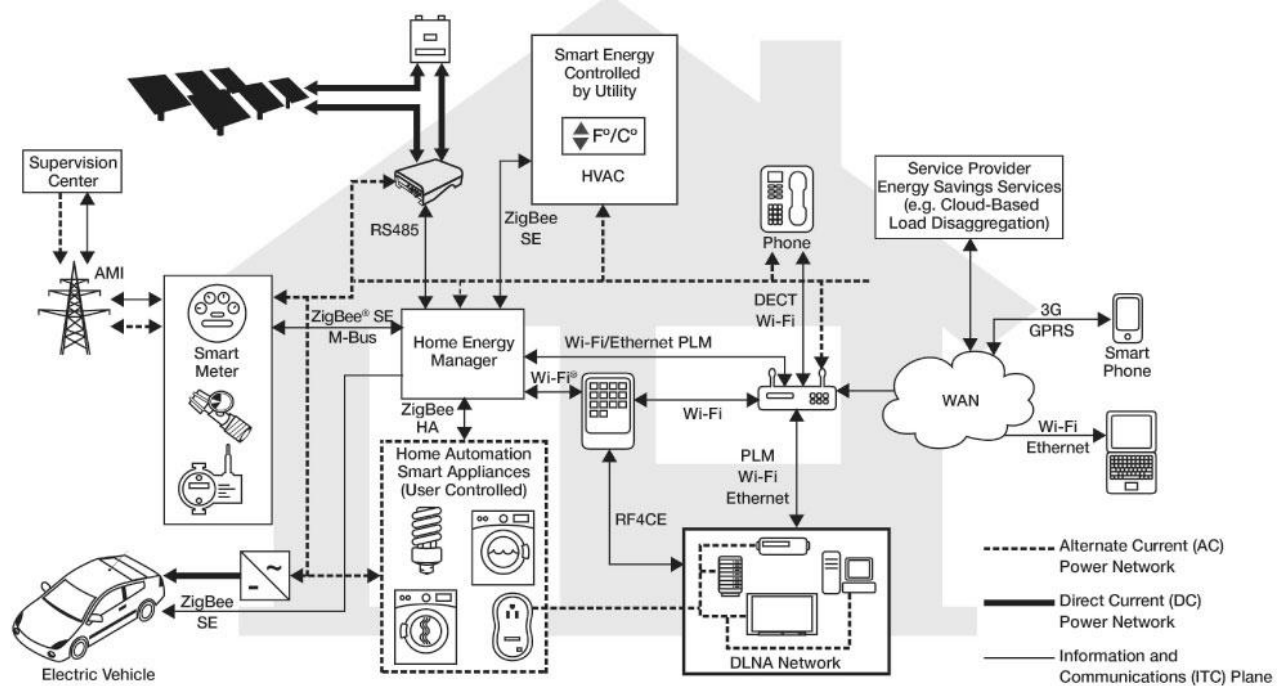 Smart Energy
Controlled
by Utility
F°/C°
HVAC
Supervision
Center
Service Provider
Energy Savings Services
(e.g. Cloud-Based
Load Disaggregation)
RS485
ZigBee
SE
Phone
AMI
DECT
Wi-Fi
3G
GPRS
Smart
Phone
ZigBee® SE
M-Bus
Smart
Meter
Home Energy
Manager
Wi-Fi/Ethernet PLM
Wi-Fi®
Wi-Fi
WAN
Wi-Fi
Ethernet
ZigBee
HA
Home Automation
Smart Appliances
(User Controlled)
PLM
Wi-Fi
Ethernet
RF4CE
ZigBee
SE
Electric Vehicle
DLNA Network
Alternate Current (AC)
Power Network
Direct Current (DC)
Power Network
Information and
Communications (ITC) Plane